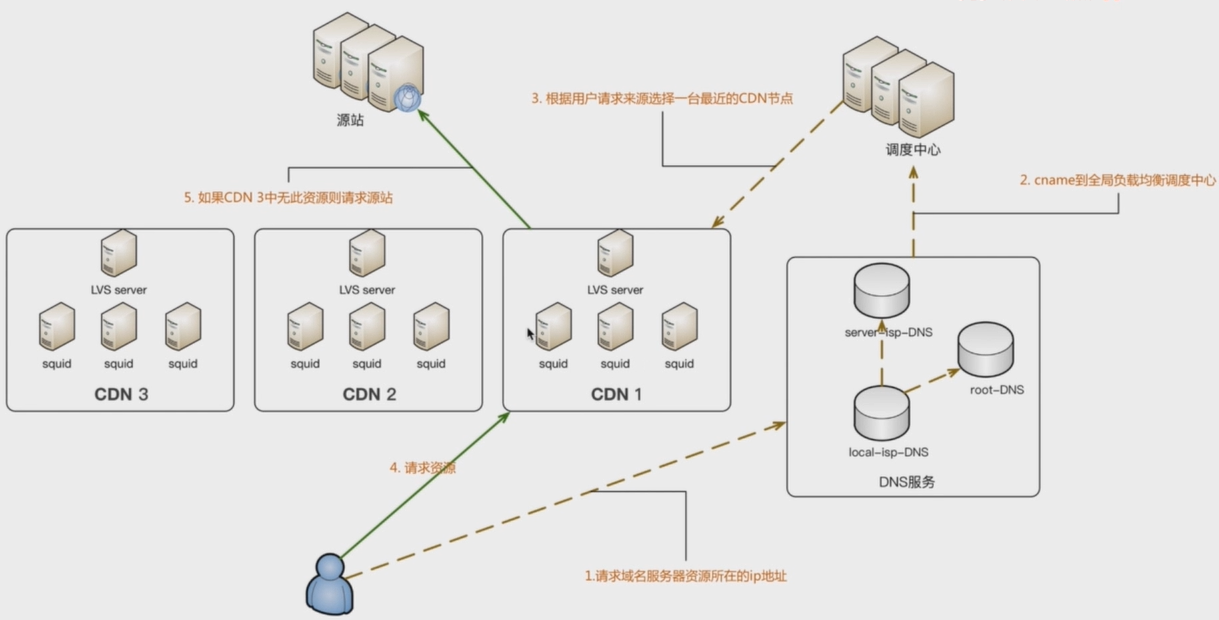 源站
3. 根据用户请求来源选择一台最近的CDN节点
调度中心
2. cname到全局负载均衡调度中心
5. 如果CDN 3中无此资源则请求源站
LVS server
squid
squid
squid
CDN 3
LVS server
squid
squid
squid
CDN 2
LVS server
squid
squid
squid
CDN 1
server-isp-DNS
root-DNS
local-isp-DNS
DNS服务
4. 请求资源
1.请求域名服务器资源所在的ip地址